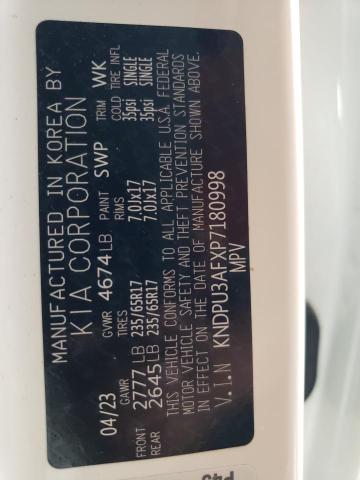 MANUFACTURED IN KOREA BY
KIA CORPORATION
04/23 GVWR 4674 LB PAINT SWP TRIM WK
GAWR TIRES RIMS COLD TIRE INFL
FRONT 2777 LB 235/65R17 7.0Jx17 35psi SINGLE
REAR 2645 LB 235/65R17 7.0Jx17 35psi SINGLE
THIS VEHICLE CONFORMS TO ALL APPLICABLE U.S.A. FEDERAL
MOTOR VEHICLE SAFETY AND THEFT PREVENTION STANDARDS
IN EFFECT ON THE DATE OF MANUFACTURE SHOWN ABOVE.
V.I.N KNDPU3AFXP7180998
MPV